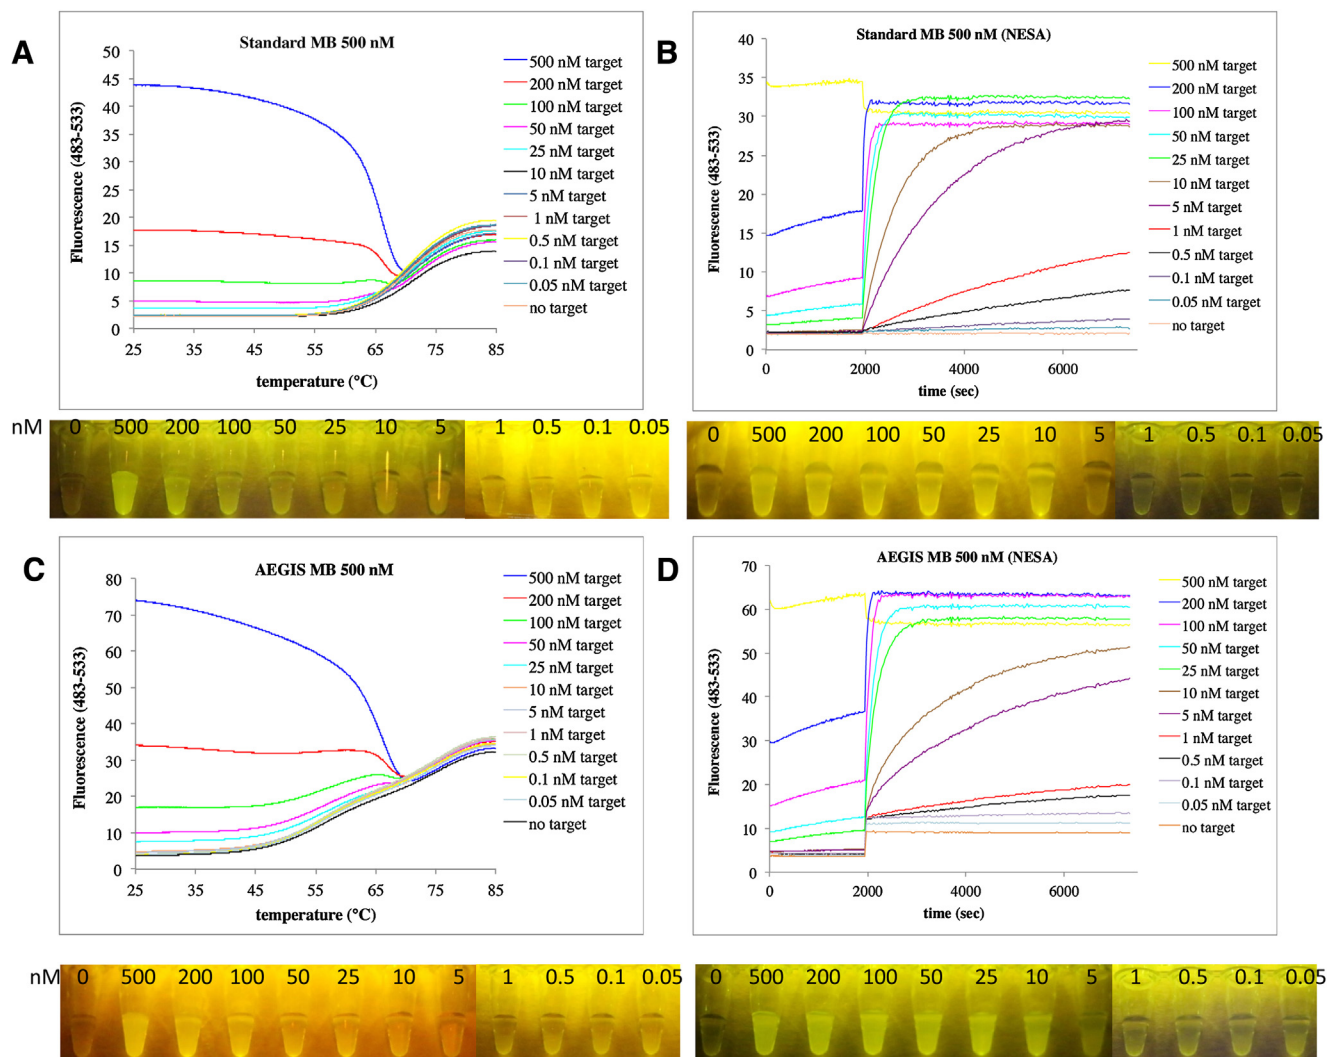 A
Standard MB 500 nM
50
45
40
35
30
25
20
15
10
5
0
Fluorescence (483-533)
25 35 45 55 65 75 85
temperature (°C)
500 nM target
200 nM target
100 nM target
50 nM target
25 nM target
10 nM target
5 nM target
1 nM target
0.5 nM target
0.1 nM target
0.05 nM target
no target
B
Standard MB 500 nM (NESA)
40
35
30
25
20
15
10
5
0
Fluorescence (483-533)
0 2000 4000 6000
time (sec)
500 nM target
200 nM target
100 nM target
50 nM target
25 nM target
10 nM target
5 nM target
1 nM target
0.5 nM target
0.1 nM target
0.05 nM target
no target
nM 0 500 200 100 50 25 10 5 1 0.5 0.1 0.05
0 500 200 100 50 25 10 5 1 0.5 0.1 0.05
C
AEGIS MB 500 nM
80
70
60
50
40
30
20
10
0
Fluorescence (483-533)
25 35 45 55 65 75 85
temperature (°C)
500 nM target
200 nM target
100 nM target
50 nM target
25 nM target
10 nM target
5 nM target
1 nM target
0.5 nM target
0.1 nM target
0.05 nM target
no target
D
AEGIS MB 500 nM (NESA)
70
60
50
40
30
20
10
0
Fluorescence (483-533)
0 2000 4000 6000
time (sec)
500 nM target
200 nM target
100 nM target
50 nM target
25 nM target
10 nM target
5 nM target
1 nM target
0.5 nM target
0.1 nM target
0.05 nM target
no target
nM 0 500 200 100 50 25 10 5 1 0.5 0.1 0.05
0 500 200 100 50 25 10 5 1 0.5 0.1 0.05